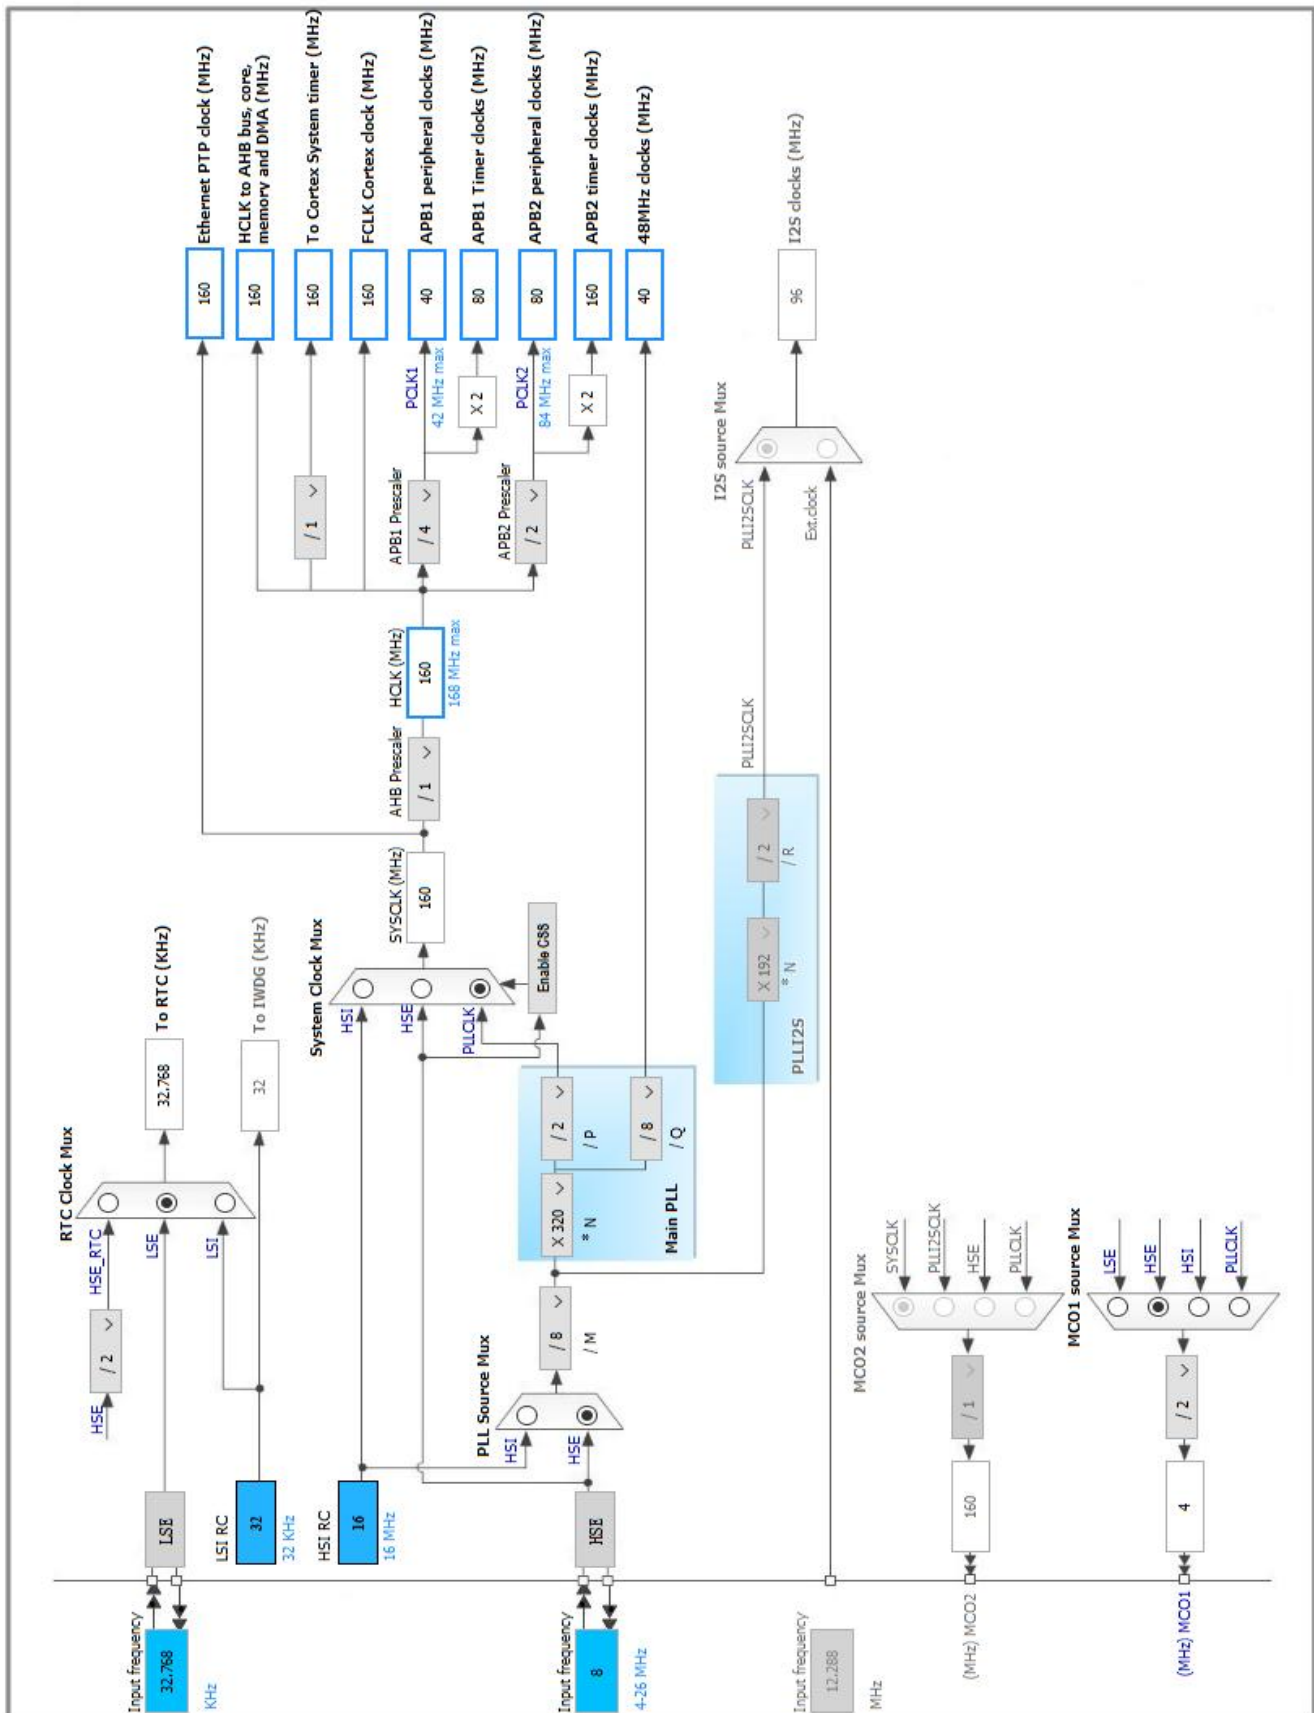 Input frequency
32.768
KHz
LSE
LSI RC
32
32 KHz
HSI RC
16
16 MHz
Input frequency
8
4-26 MHz
HSE
Input frequency
12.288
MHz
(MHz) MCO2
(MHz) MCO1
HSE
/ 2
HSE_RTC
LSE
LSI
RTC Clock Mux
32.768
To RTC (KHz)
32
To IWDG (KHz)
PLL Source Mux
HSI
HSE
/ 8
/ M
X 320
* N
/ 2
/ P
/ 8
/ Q
Main PLL
System Clock Mux
HSI
HSE
PLLCLK
Enable CSS
SYSCLK (MHz)
160
AHB Prescaler
/ 1
HCLK (MHz)
160
168 MHz max
/ 1
APB1 Prescaler
/ 4
PCLK1
42 MHz max
X 2
APB2 Prescaler
/ 2
PCLK2
84 MHz max
X 2
160
Ethernet PTP clock (MHz)
160
HCLK to AHB bus, core,
memory and DMA (MHz)
160
To Cortex System timer (MHz)
160
FCLK Cortex clock (MHz)
40
APB1 peripheral clocks (MHz)
80
APB1 Timer clocks (MHz)
80
APB2 peripheral clocks (MHz)
160
APB2 timer clocks (MHz)
40
48MHz clocks (MHz)
PLLI2S
X 192
* N
/ 2
/ R
PLLI2SCLK
PLLI2SCLK
Ext.clock
I2S source Mux
96
I2S clocks (MHz)
MCO2 source Mux
SYSCLK
PLLI2SCLK
HSE
PLLCLK
/ 1
160
MCO1 source Mux
LSE
HSE
HSI
PLLCLK
/ 2
4